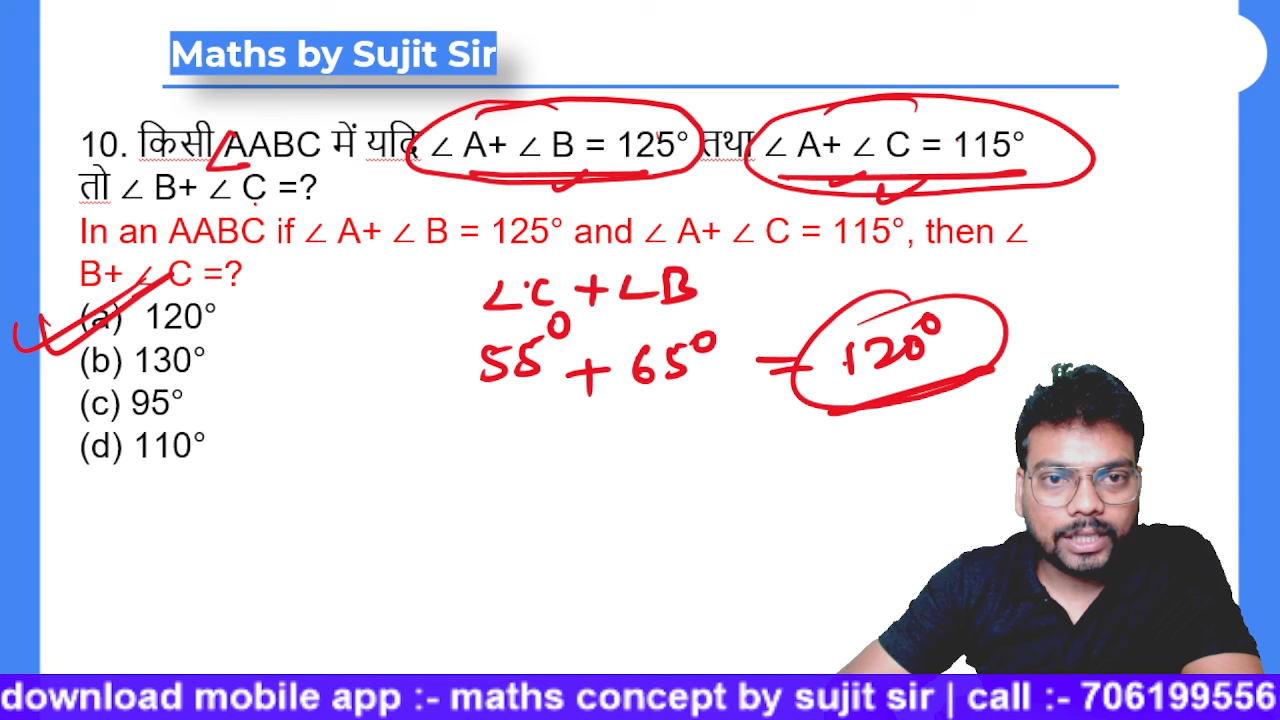 Maths by Sujit Sir
10. किसी AABC में यदि ∠ A+ ∠ B = 125° तथा ∠ A+ ∠ C = 115°
तो ∠ B+ ∠ C =?
In an AABC if ∠ A+ ∠ B = 125° and ∠ A+ ∠ C = 115°, then ∠
B+ ∠ C =?
(a) 120°
(b) 130°
(c) 95°
(d) 110°
∠C + ∠B
55° + 65° = 120°
download mobile app :- maths concept by sujit sir | call :- 706199556